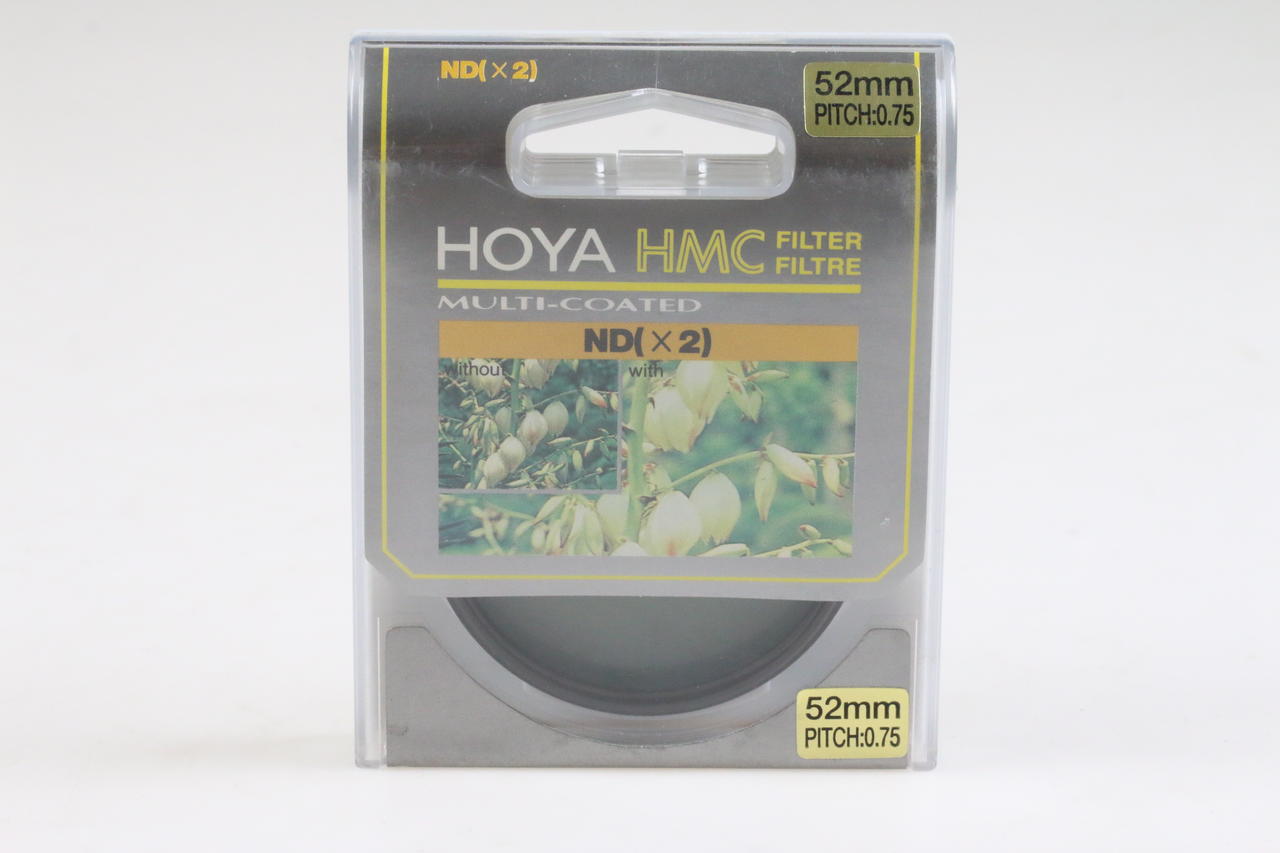 ND(×2)
52mm
PITCH:0.75
HOYA HMC FILTER
FILTRE
MULTI-COATED
ND(×2)
without
with
52mm
PITCH:0.75